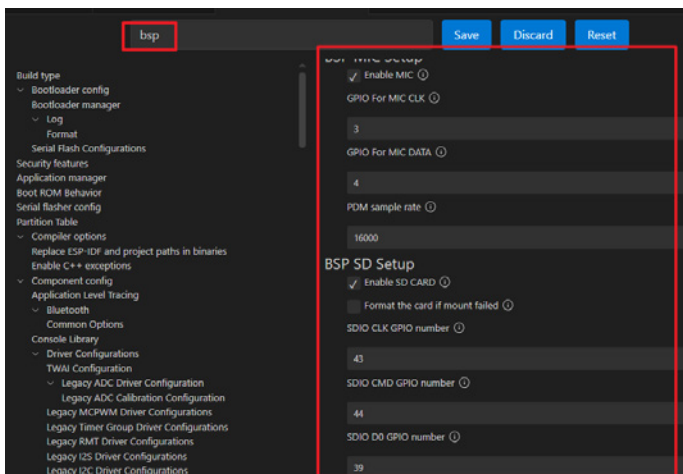 bsp
Save
Discard
Reset
Build type
Bootloader config
Bootloader manager
Log
Format
Serial Flash Configurations
Security features
Application manager
Boot ROM Behavior
Serial flasher config
Partition Table
Compiler options
Replace ESP-IDF and project paths in binaries
Enable C++ exceptions
Component config
Application Level Tracing
Bluetooth
Common Options
Console Library
Driver Configurations
TWAI Configuration
Legacy ADC Driver Configuration
Legacy ADC Calibration Configuration
Legacy MCPWM Driver Configurations
Legacy Timer Group Driver Configurations
Legacy RMT Driver Configurations
Legacy I2S Driver Configurations
Legacy I2C Driver Configurations
BSP MIC Setup
Enable MIC
GPIO For MIC CLK
3
GPIO For MIC DATA
4
PDM sample rate
16000
BSP SD Setup
Enable SD CARD
Format the card if mount failed
SDIO CLK GPIO number
43
SDIO CMD GPIO number
44
SDIO D0 GPIO number
39